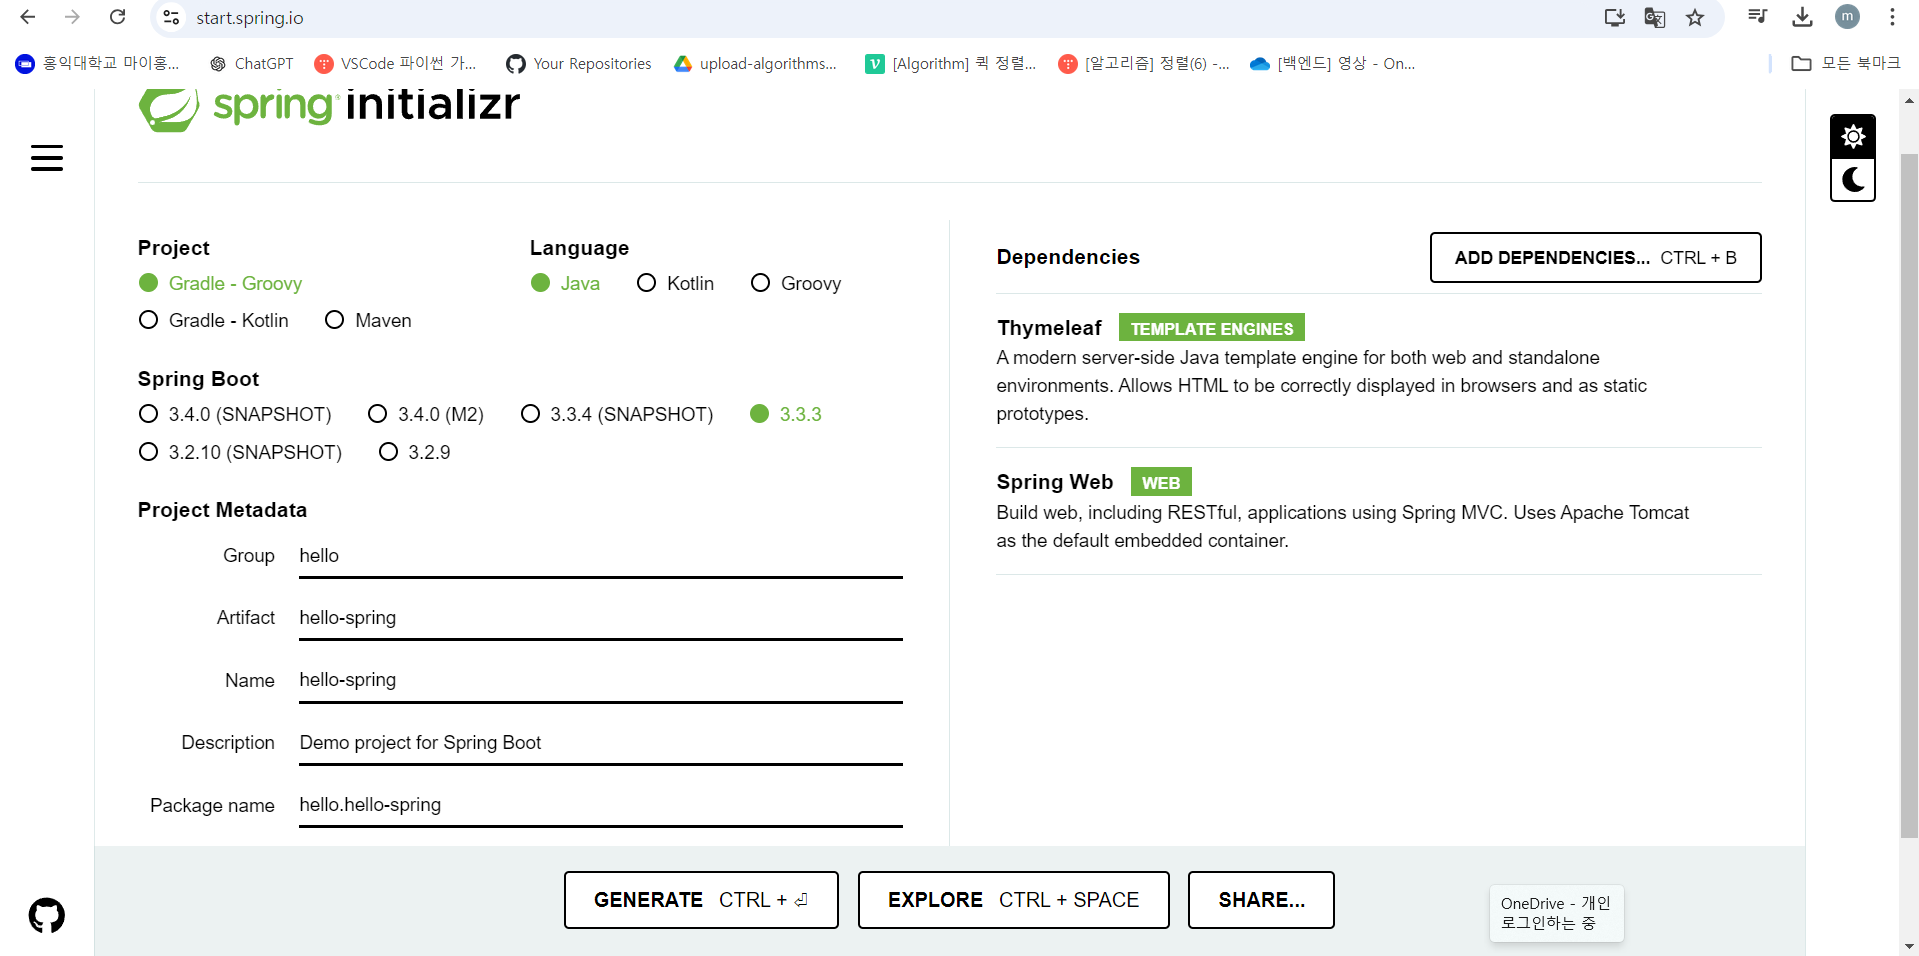 start.spring.io
m
홍익대학교 마이홍...
ChatGPT
VSCode 파이썬 가...
Your Repositories
upload-algorithms...
[Algorithm] 퀵 정렬...
[알고리즘] 정렬(6) -...
[백엔드] 영상 - On...
모든 북마크
spring initializr
Project
Gradle - Groovy
Gradle - Kotlin Maven
Language
Java Kotlin Groovy
Spring Boot
3.4.0 (SNAPSHOT) 3.4.0 (M2) 3.3.4 (SNAPSHOT) 3.3.3
3.2.10 (SNAPSHOT) 3.2.9
Project Metadata
Group hello
Artifact hello-spring
Name hello-spring
Description Demo project for Spring Boot
Package name hello.hello-spring
Dependencies
ADD DEPENDENCIES... CTRL + B
Thymeleaf TEMPLATE ENGINES
A modern server-side Java template engine for both web and standalone
environments. Allows HTML to be correctly displayed in browsers and as static
prototypes.
Spring Web WEB
Build web, including RESTful, applications using Spring MVC. Uses Apache Tomcat
as the default embedded container.
GENERATE CTRL + ⏎
EXPLORE CTRL + SPACE
SHARE...
OneDrive - 개인
로그인하는 중